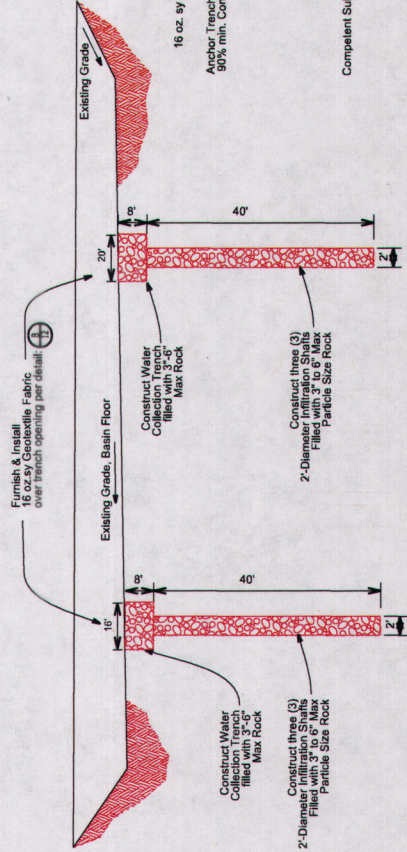 Furnish & Install
16 oz.sy Geotextile Fabric
over trench opening per detail:
8
12
Existing Grade
Existing Grade, Basin Floor
16'
8'
40'
2'
20'
8'
40'
2'
Construct Water
Collection Trench
filled with 3"-6"
Max Rock
Construct three (3)
2'-Diameter Infiltration Shafts
Filled with 3" to 6" Max
Particle Size Rock
Construct Water
Collection Trench
filled with 3"-6"
Max Rock
Construct three (3)
2'-Diameter Infiltration Shafts
Filled with 3" to 6" Max
Particle Size Rock
16 oz. sy
Anchor Trench
90% min. Con
Competent Su